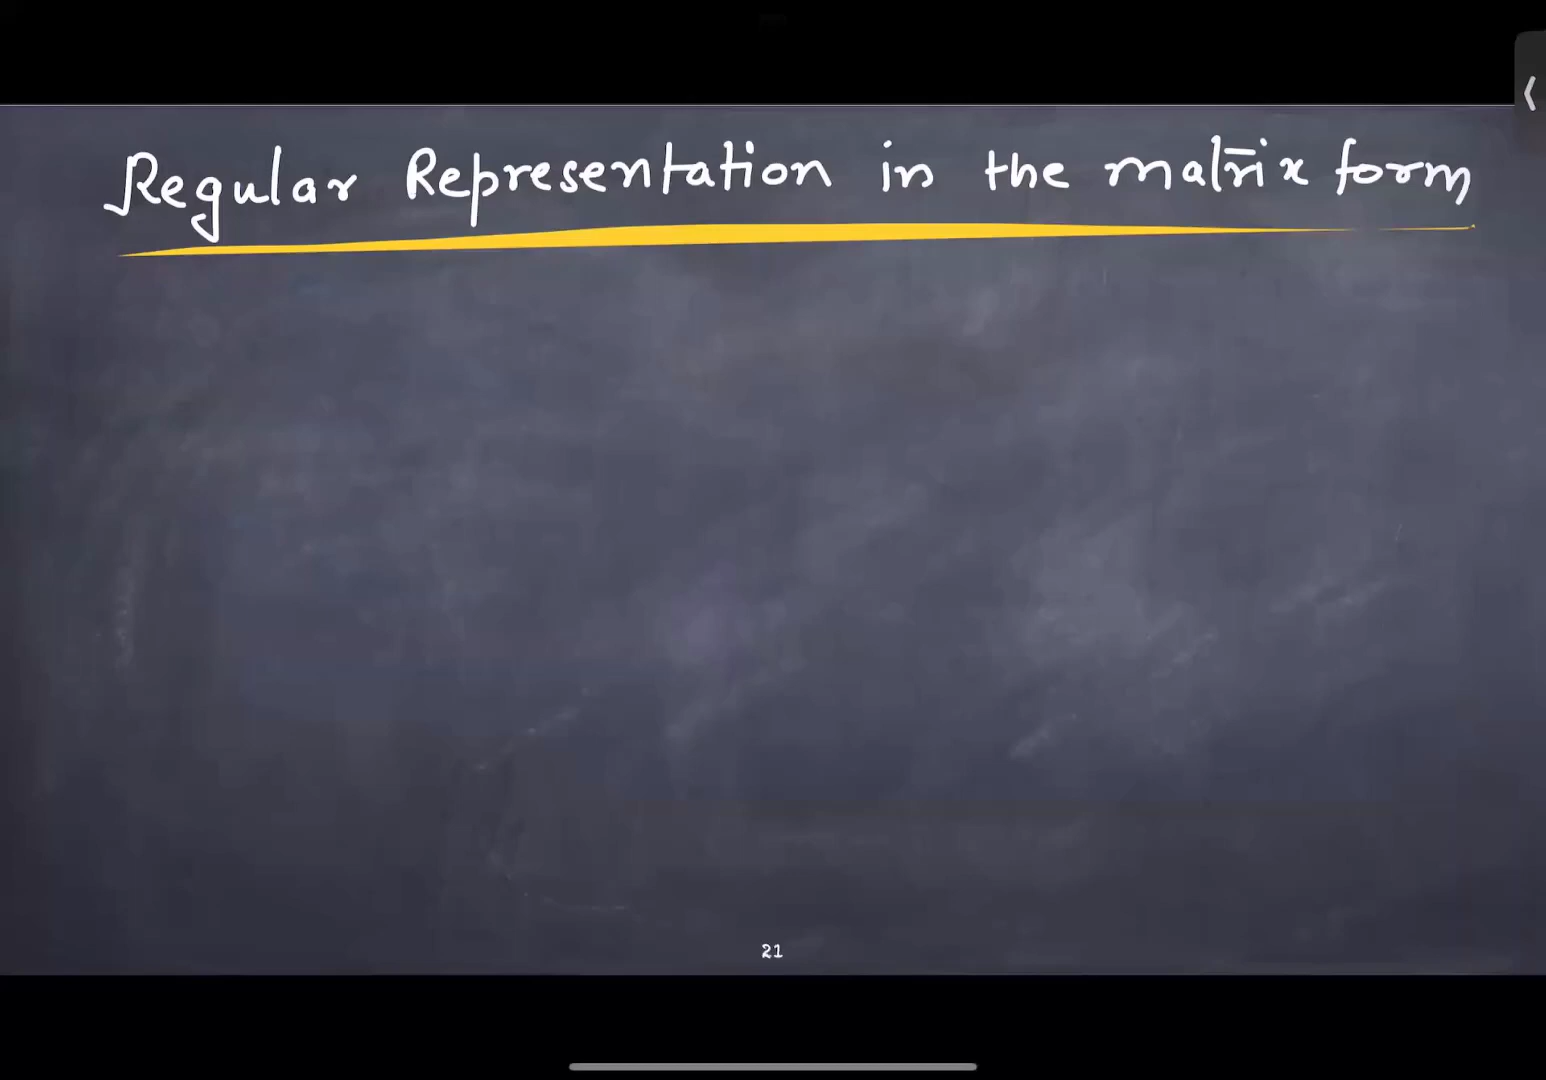 Regular Representation in the matrix form
21